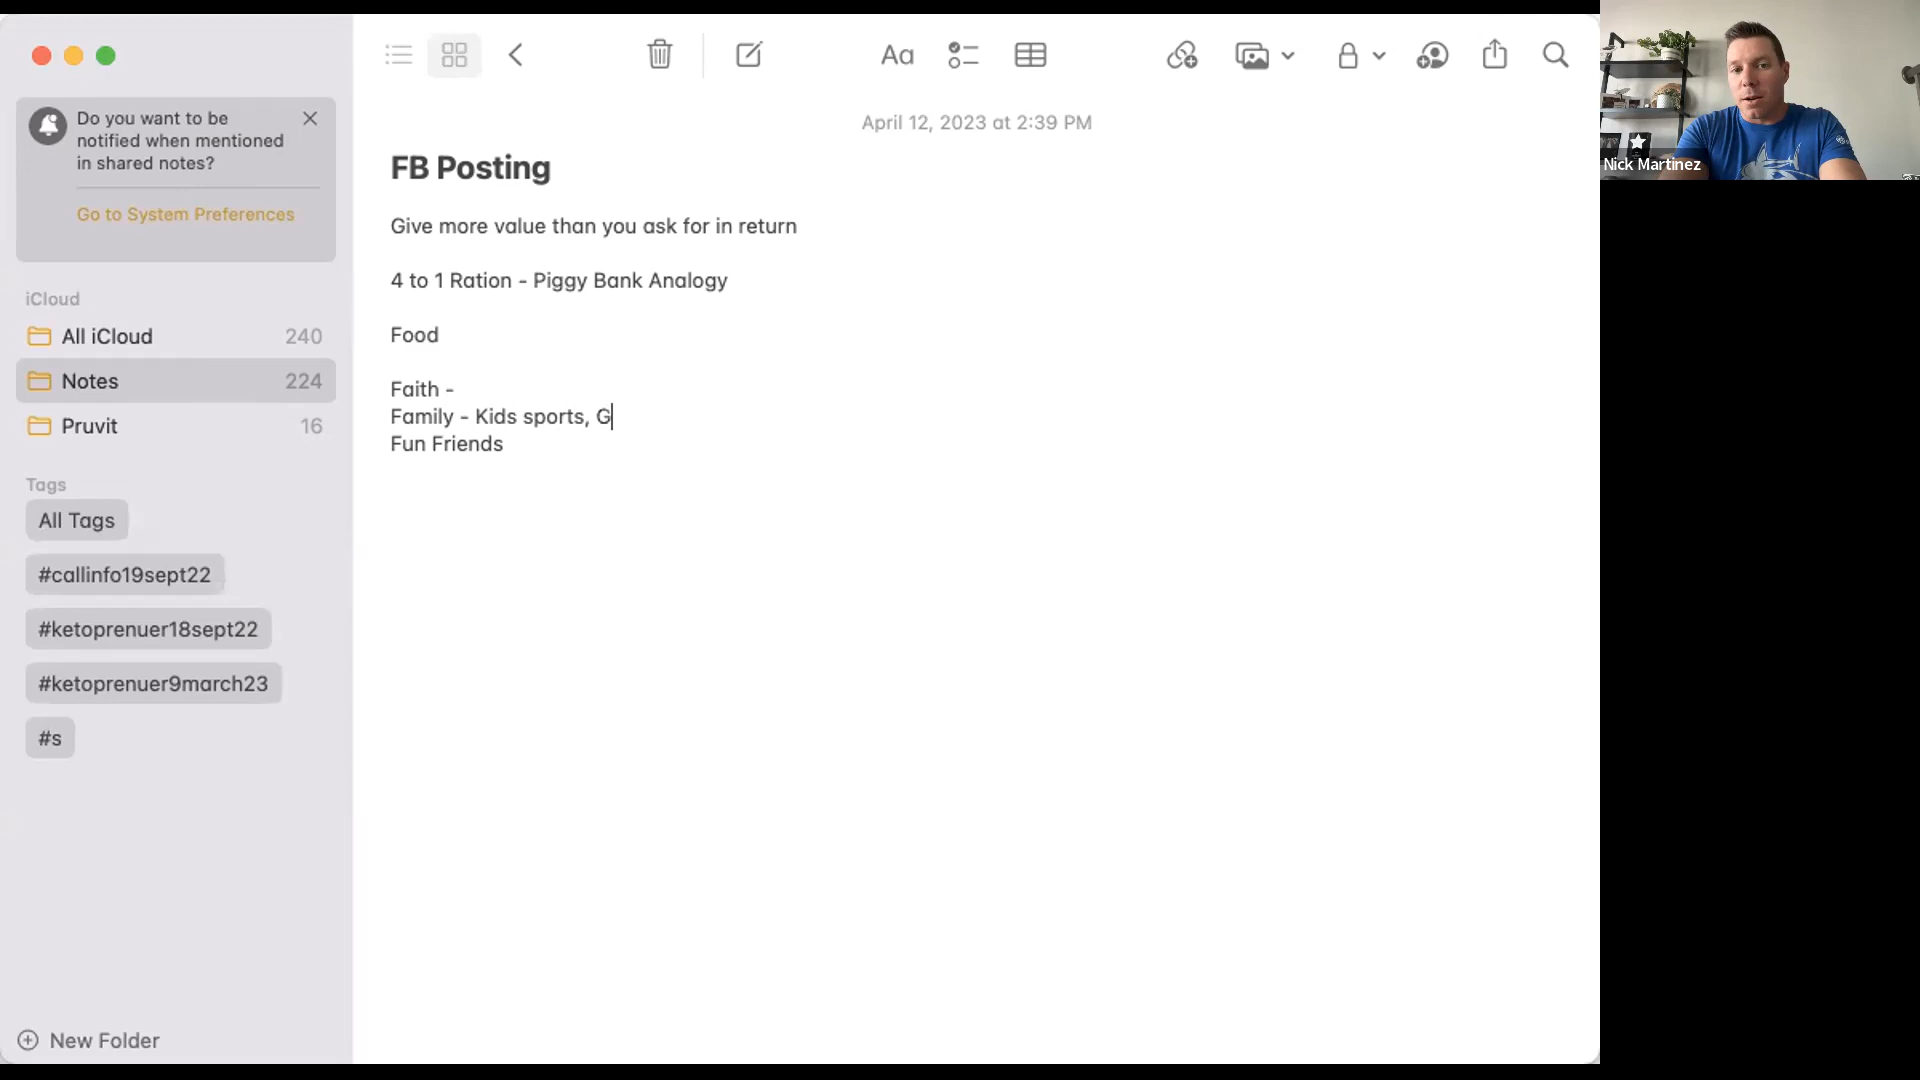 Do you want to be
notified when mentioned
in shared notes?
Go to System Preferences
iCloud
All iCloud 240
Notes 224
Pruvit 16
Tags
All Tags
#callinfo19sept22
#ketoprenuer18sept22
#ketoprenuer9march23
#s
New Folder
Aa
April 12, 2023 at 2:39 PM
FB Posting
Give more value than you ask for in return
4 to 1 Ration - Piggy Bank Analogy
Food
Faith -
Family - Kids sports, G
Fun Friends
Nick Martinez